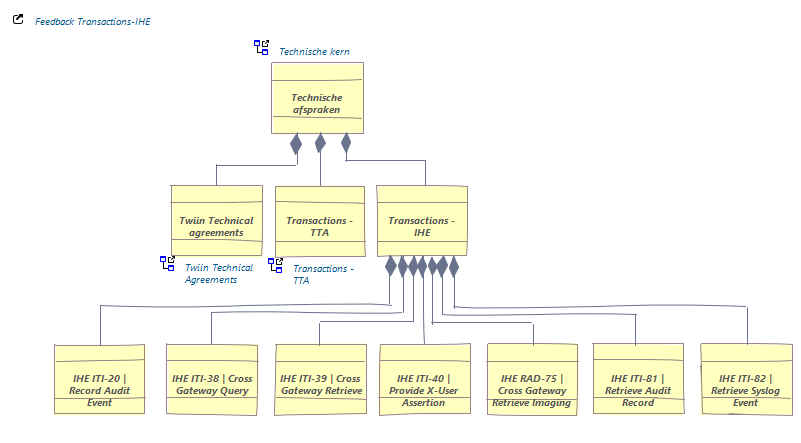 Feedback Transactions-IHE
Technische kern
Technische
afspraken
Twiin Technical
agreements
Transactions -
TTA
Transactions -
IHE
Twiin Technical
Agreements
Transactions -
TTA
IHE ITI-20 |
Record Audit
Event
IHE ITI-38 | Cross
Gateway Query
IHE ITI-39 | Cross
Gateway Retrieve
IHE ITI-40 |
Provide X-User
Assertion
IHE RAD-75 |
Cross Gateway
Retrieve Imaging
IHE ITI-81 |
Retrieve Audit
Record
IHE ITI-82 |
Retrieve Syslog
Event